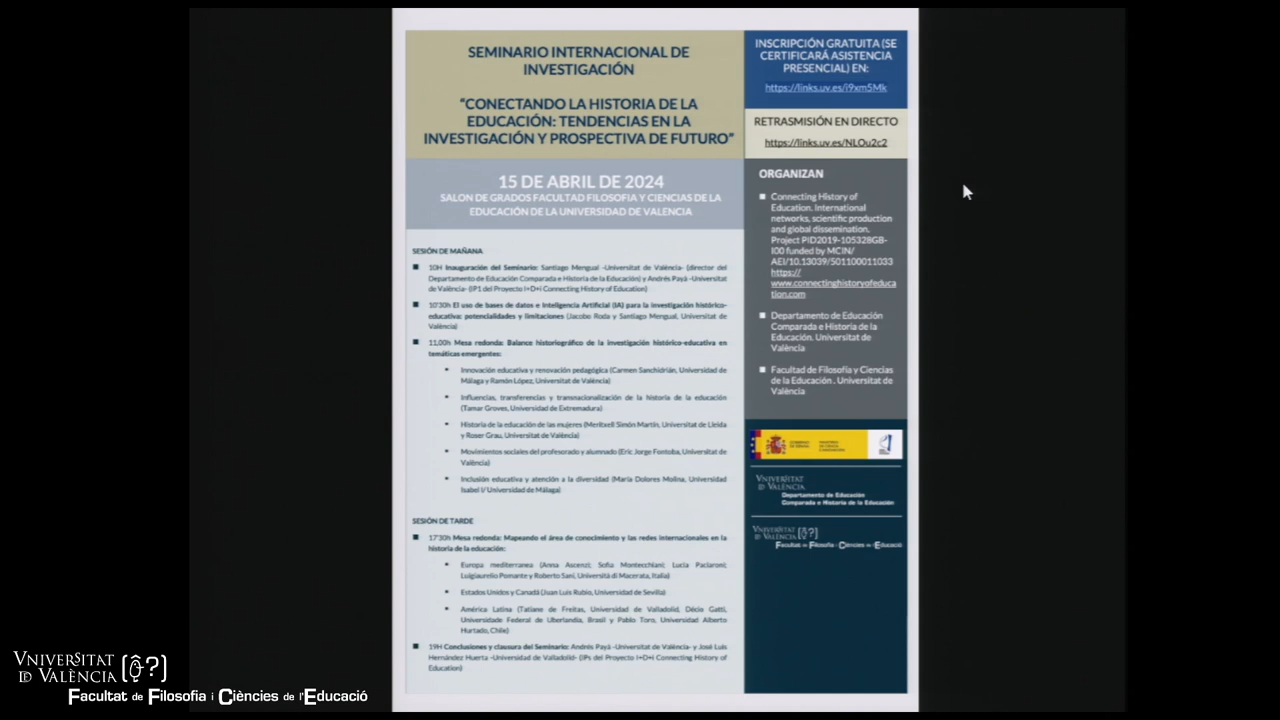 SEMINARIO INTERNACIONAL DE
INVESTIGACIÓN
“CONECTANDO LA HISTORIA DE LA
EDUCACIÓN: TENDENCIAS EN LA
INVESTIGACIÓN Y PROSPECTIVA DE FUTURO”
15 DE ABRIL DE 2024
SALON DE GRADOS FACULTAD FILOSOFIA Y CIENCIAS DE LA
EDUCACIÓN DE LA UNIVERSIDAD DE VALENCIA
SESIÓN DE MAÑANA
10H Inauguración del Seminario: Santiago Mengual -Universitat de València- (director del
Departamento de Educación Comparada e Historia de la Educación) y Andrés Payà -Universitat
de València- (IP1 del Proyecto I+D+i Connecting History of Education)
10'30h El uso de bases de datos e Inteligencia Artificial (IA) para la investigación histórico-
educativa: potencialidades y limitaciones (Jacobo Roda y Santiago Mengual, Universitat de
València)
11,00h Mesa redonda: Balance historiográfico de la investigación histórico-educativa en
temáticas emergentes:
Innovación educativa y renovación pedagógica (Carmen Sanchidrián, Universidad de
Málaga y Ramón López, Universitat de València)
Influencias, transferencias y transnacionalización de la historia de la educación
(Tamar Groves, Universidad de Extremadura)
Historia de la educación de las mujeres (Meritxell Simón Martín, Universitat de Lleida
y Roser Grau, Universitat de València)
Movimientos sociales del profesorado y alumnado (Eric Jorge Fontoba, Universitat de
València)
Inclusión educativa y atención a la diversidad (María Dolores Molina, Universidad
Isabel I/ Universidad de Málaga)
SESIÓN DE TARDE
17'30h Mesa redonda: Mapeando el área de conocimiento y las redes internacionales en la
historia de la educación:
Europa mediterranea (Anna Ascenzi; Sofia Montecchiani; Lucia Paciaroni;
Luigiaurelio Pomante y Roberto Sani, Università di Macerata, Italia)
Estados Unidos y Canadá (Juan Luis Rubio, Universidad de Sevilla)
América Latina (Tatiane de Freitas, Universidad de Valladolid, Décio Gatti,
Universidade Federal de Uberlandia, Brasil y Pablo Toro, Universidad Alberto
Hurtado, Chile)
19H Conclusiones y clausura del Seminario: Andrés Payà -Universitat de València- y José Luis
Hernández Huerta -Universidad de Valladolid- (IPs del Proyecto I+D+i Connecting History of
Education)
INSCRIPCIÓN GRATUITA (SE
CERTIFICARÁ ASISTENCIA
PRESENCIAL) EN:
https://links.uv.es/i9xm5Mk
RETRASMISIÓN EN DIRECTO
https://links.uv.es/NLOu2c2
ORGANIZAN
Connecting History of
Education. International
networks, scientific production
and global dissemination.
Project PID2019-105328GB-
I00 funded by MCIN/
AEI/10.13039/501100011033
https://
www.connectinghistoryofeduca
tion.com
Departamento de Educación
Comparada e Historia de la
Educación. Universitat de
València
Facultad de Filosofía y Ciencias
de la Educación . Universitat de
València
VNIVERSITAT
ID VALÈNCIA
Departamento de Educación
Comparada e Historia de la Educación
VNIVERSITAT
ID VALÈNCIA
Facultat de Filosofia i Ciències de l'Educació
VNIVERSITAT
ID VALÈNCIA
Facultat de Filosofia i Ciències de l'Educació